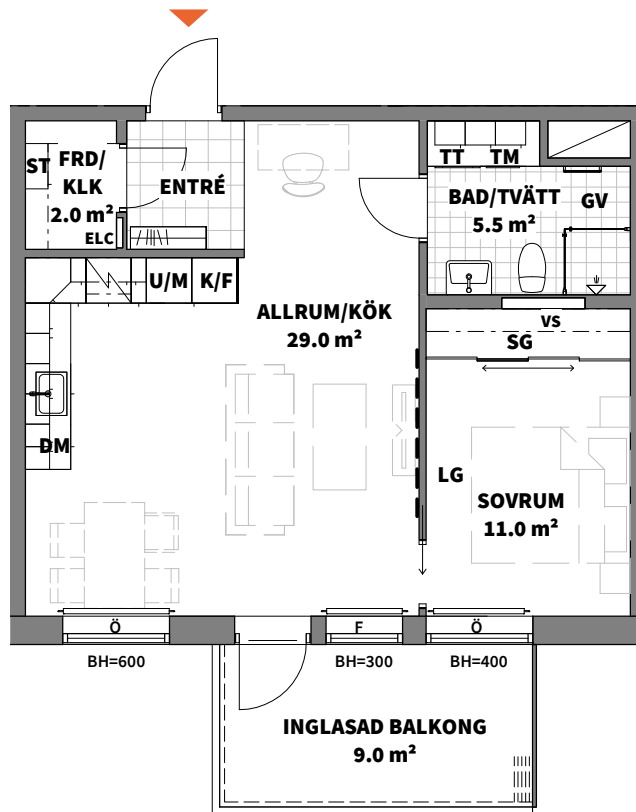 ST
FRD/
KLK
2.0 m²
ELC
ENTRÉ
TT
TM
BAD/TVÄTT
5.5 m²
GV
U/M
K/F
ALLRUM/KÖK
29.0 m²
VS
SG
DM
LG
SOVRUM
11.0 m²
Ö
F
Ö
BH=600
BH=300
BH=400
INGLASAD BALKONG
9.0 m²